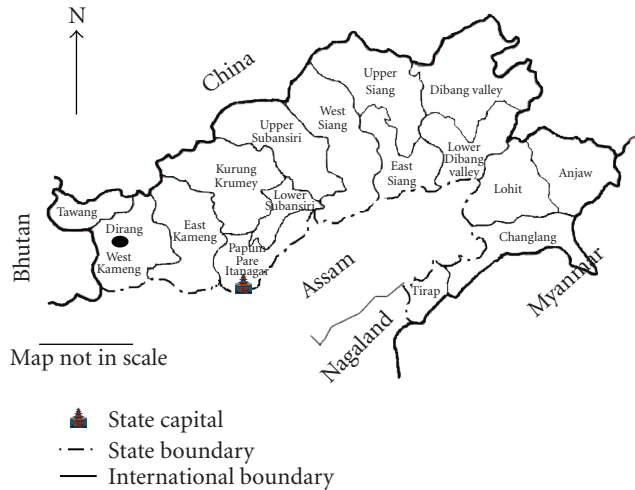 N
China
Upper
Siang
Dibang valley
West
Siang
Upper
Subansiri
Lower
Dibang
valley
East
Siang
Anjaw
Lohit
Kurung
Krumey
Lower
Subansiri
Tawang
Dirang
West
Kameng
East
Kameng
Papum
Pare
Itanagar
Changlang
Tirap
Bhutan
Assam
Nagaland
Myanmar
Map not in scale
State capital
State boundary
International boundary